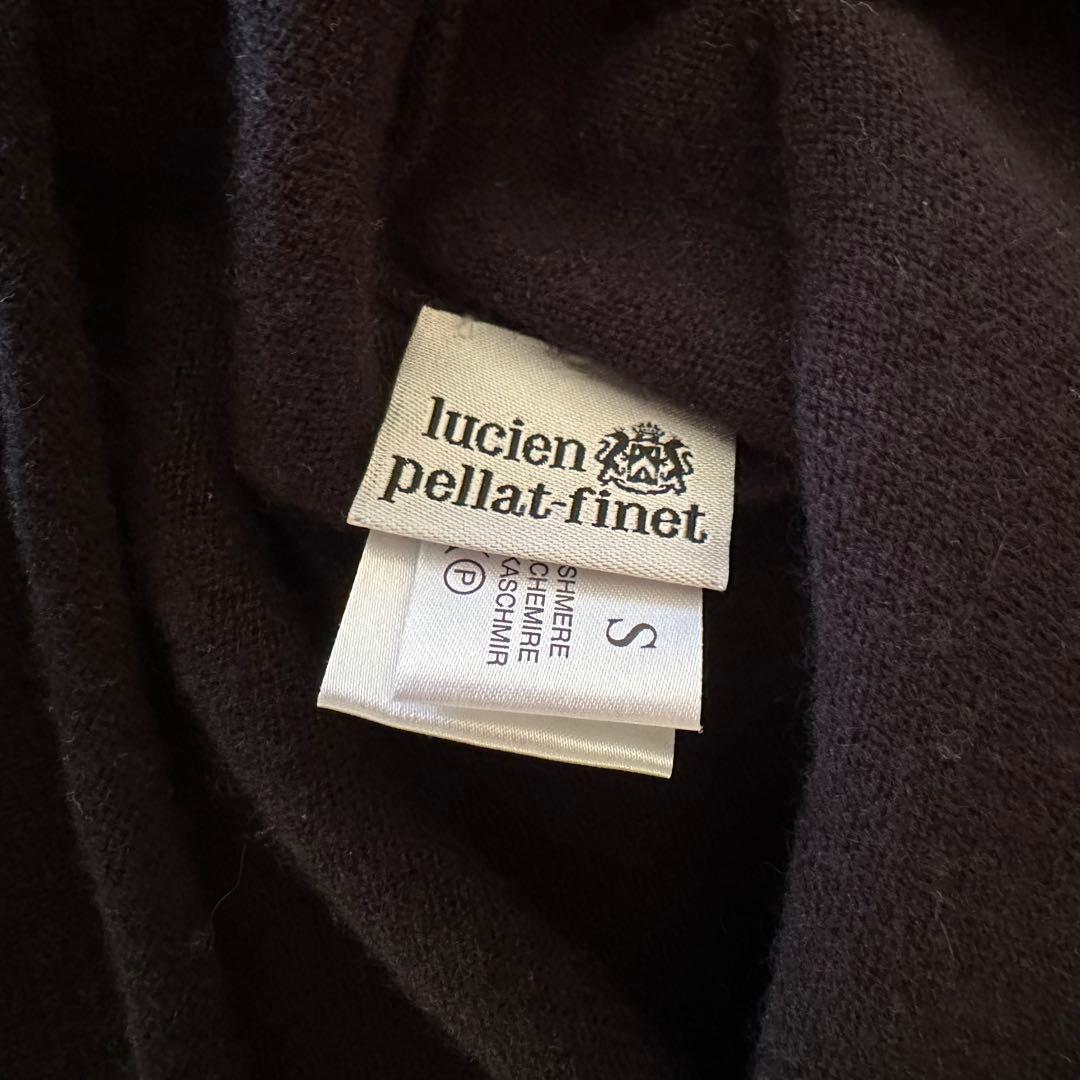 lucien
pellat-finet
S
SHMERE
CHEMIRE
KASCHMIR
P